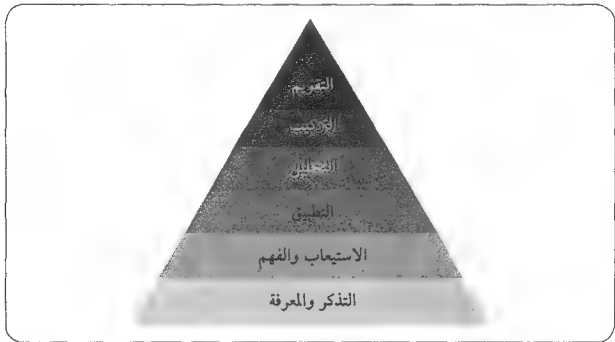 التقويم
التركيب
التحليل
التطبيق
الاستيعاب والفهم
التذكر والمعرفة